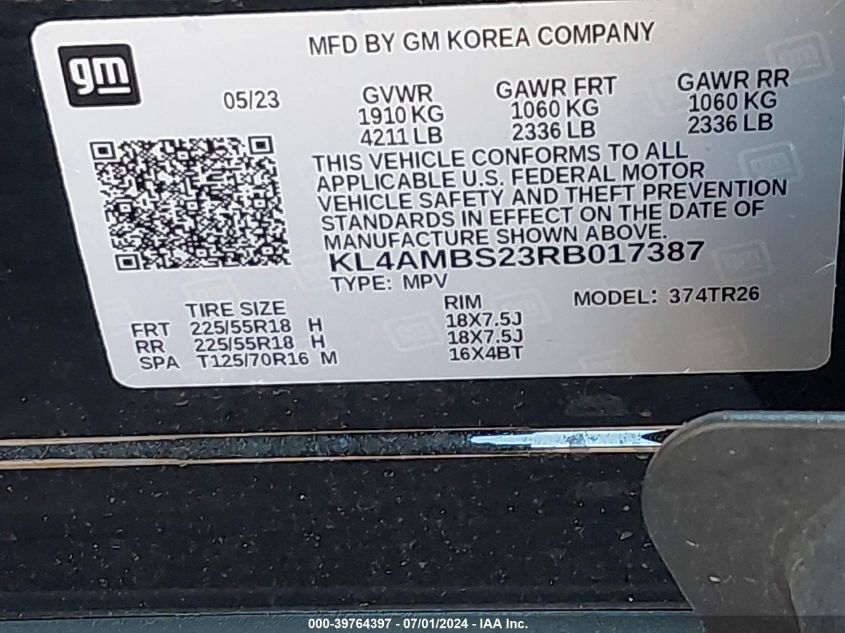 MFD BY GM KOREA COMPANY
gm
05/23
GVWR
1910 KG
4211 LB
GAWR FRT
1060 KG
2336 LB
GAWR RR
1060 KG
2336 LB
THIS VEHICLE CONFORMS TO ALL
APPLICABLE U.S. FEDERAL MOTOR
VEHICLE SAFETY AND THEFT PREVENTION
STANDARDS IN EFFECT ON THE DATE OF
MANUFACTURE SHOWN ABOVE.
KL4AMBS23RB017387
TYPE: MPV
MODEL: 374TR26
TIRE SIZE RIM
FRT 225/55R18 H 18X7.5J
RR 225/55R18 H 18X7.5J
SPA T125/70R16 M 16X4BT
000-39764397 - 07/01/2024 - IAA Inc.